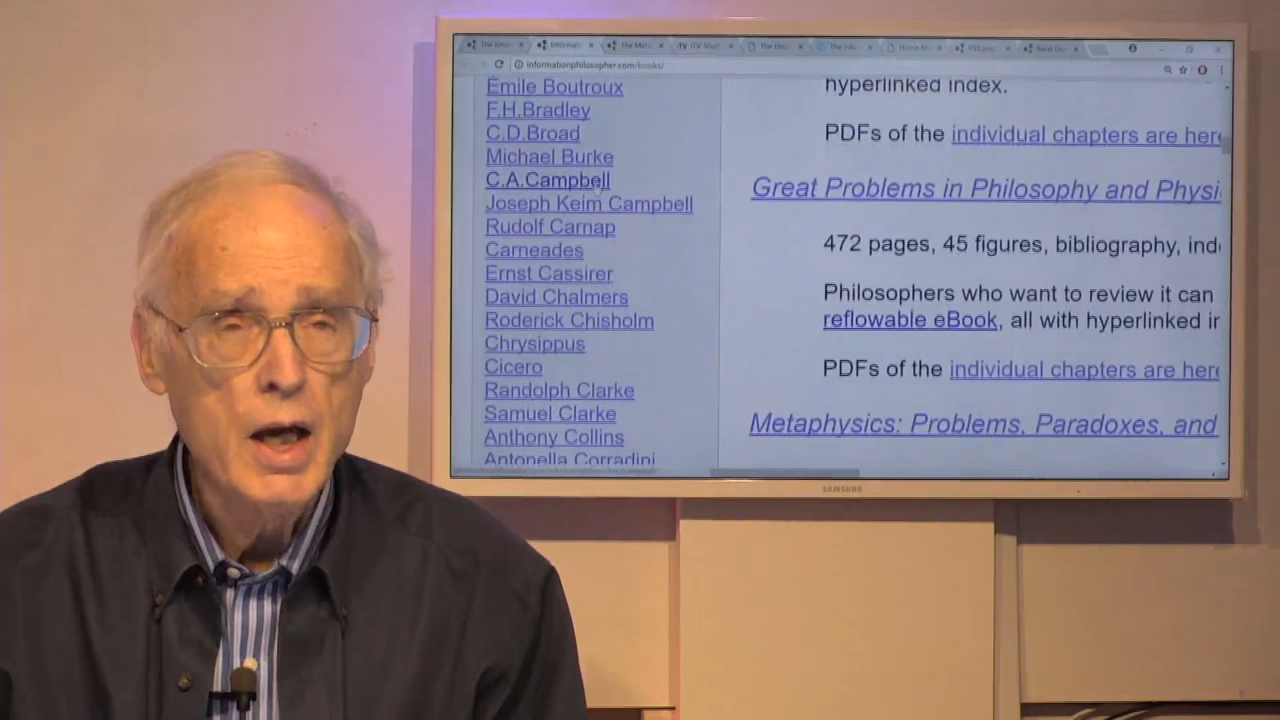 informationphilosopher.com/books/
Emile Boutroux
F.H.Bradley
C.D.Broad
Michael Burke
C.A.Campbell
Joseph Keim Campbell
Rudolf Carnap
Carneades
Ernst Cassirer
David Chalmers
Roderick Chisholm
Chrysippus
Cicero
Randolph Clarke
Samuel Clarke
Anthony Collins
Antonella Corradini
hyperlinked index.
PDFs of the individual chapters are here
Great Problems in Philosophy and Physi
472 pages, 45 figures, bibliography, ind
Philosophers who want to review it can
reflowable eBook, all with hyperlinked in
PDFs of the individual chapters are here
Metaphysics: Problems, Paradoxes, and
SAMSUNG